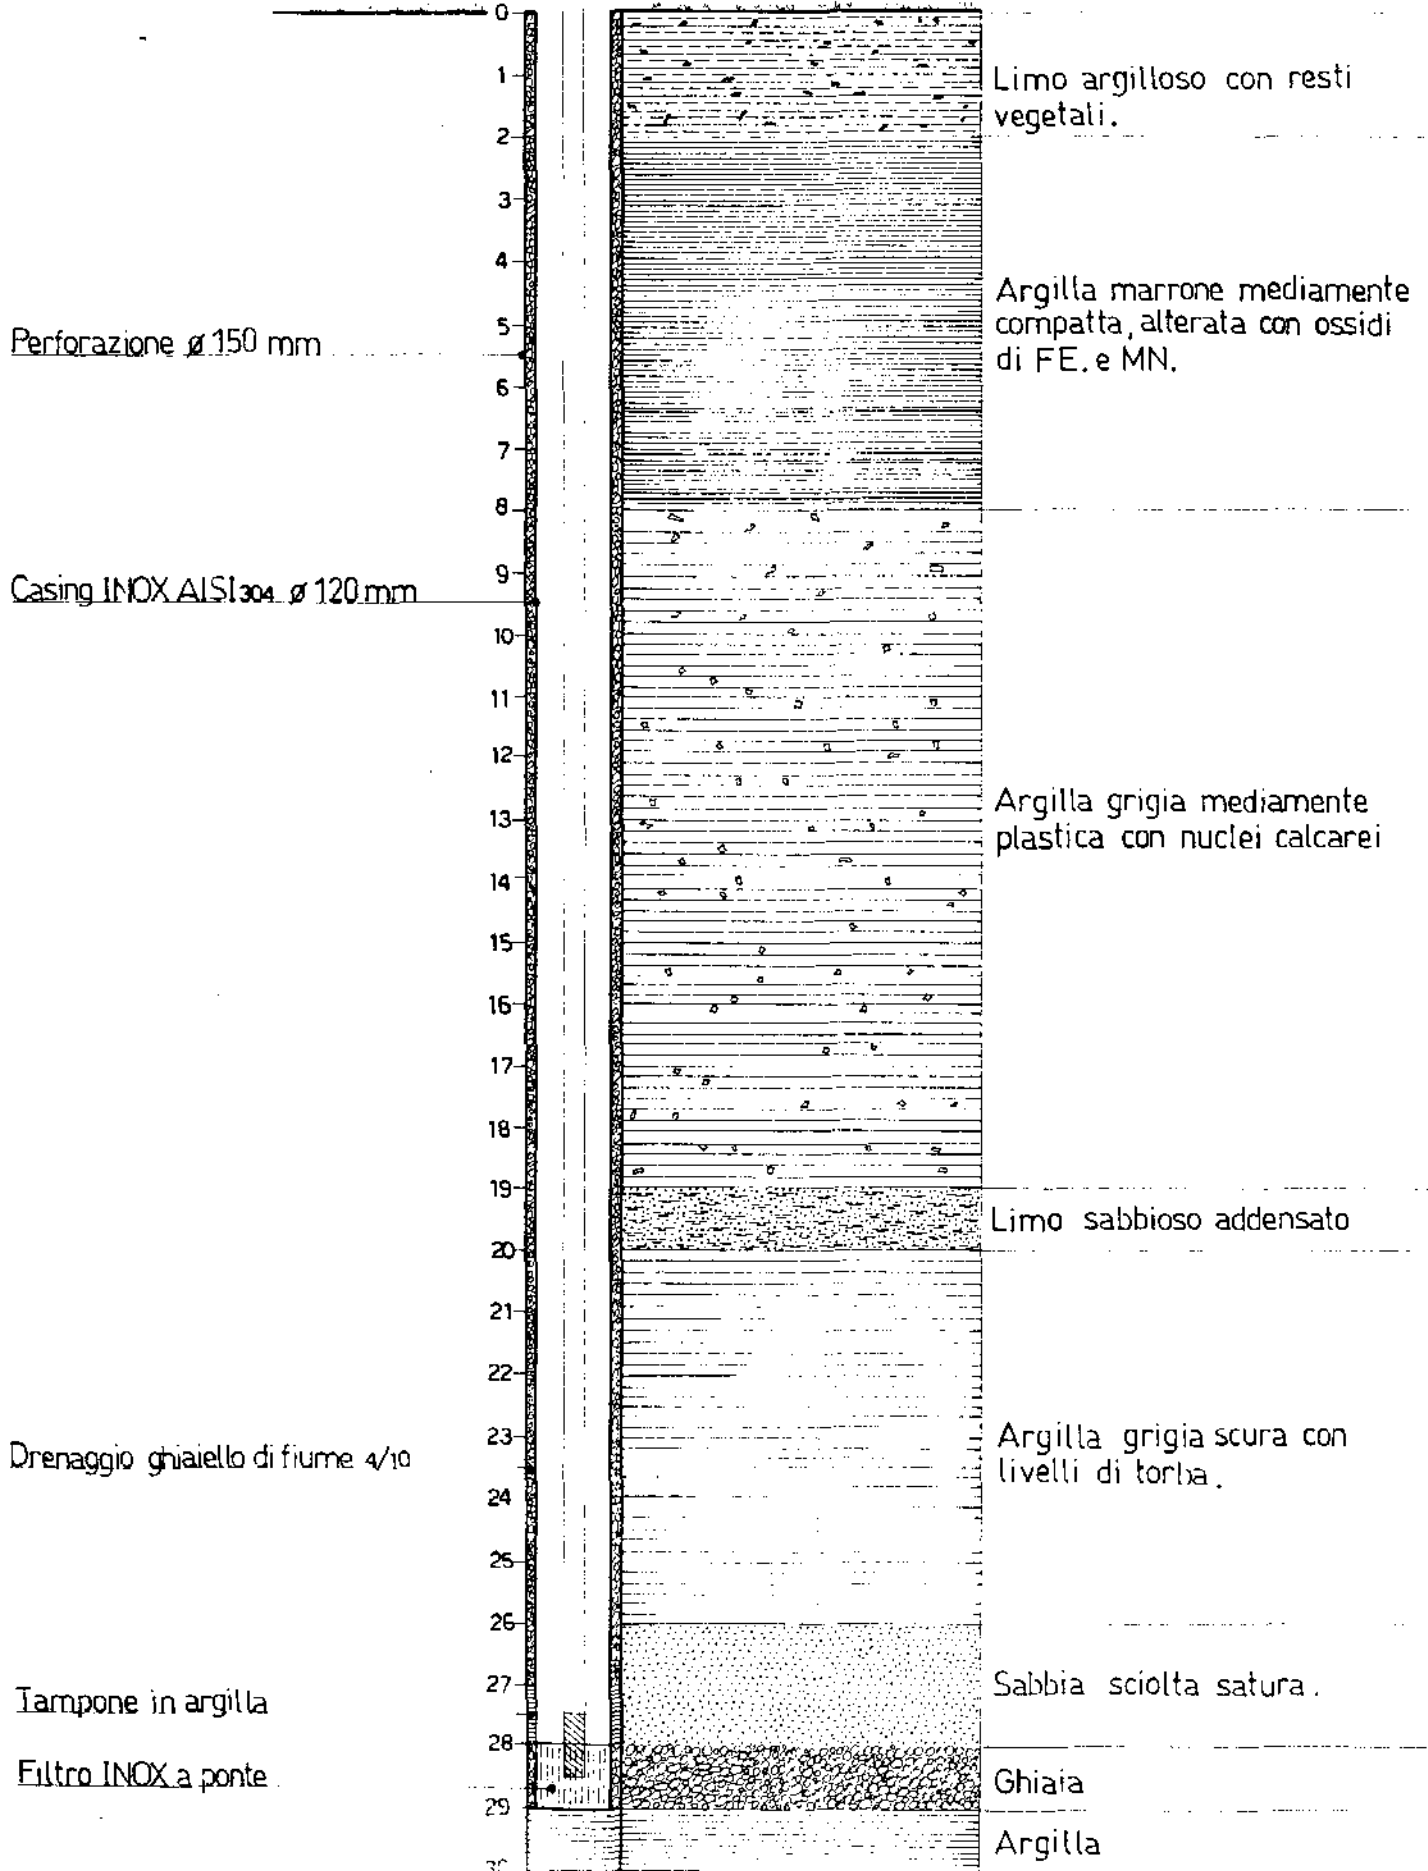 0
1
Limo argilloso con resti
vegetali.
2
3
4
Argilla marrone mediamente
compatta, alterata con ossidi
di FE. e MN.
5
Perforazione ø 150 mm
6
7
8
9
Casing INOX AISI 304 ø 120 mm
10
11
12
13
Argilla grigia mediamente
plastica con nuclei calcarei
14
15
16
17
18
19
Limo sabbioso addensato
20
21
22
23
Drenaggio ghiaiello di fiume 4/10
Argilla grigia scura con
livelli di torba.
24
25
26
27
Sabbia sciolta satura.
Tampone in argilla
28
Filtro INOX a ponte
Ghiaia
29
Argilla
30